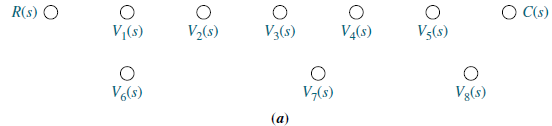 R(s) C(s)
V₁(s) V₂(s) V₃(s) V₄(s) V₅(s)
V₆(s) V₇(s) V₈(s)
(a)